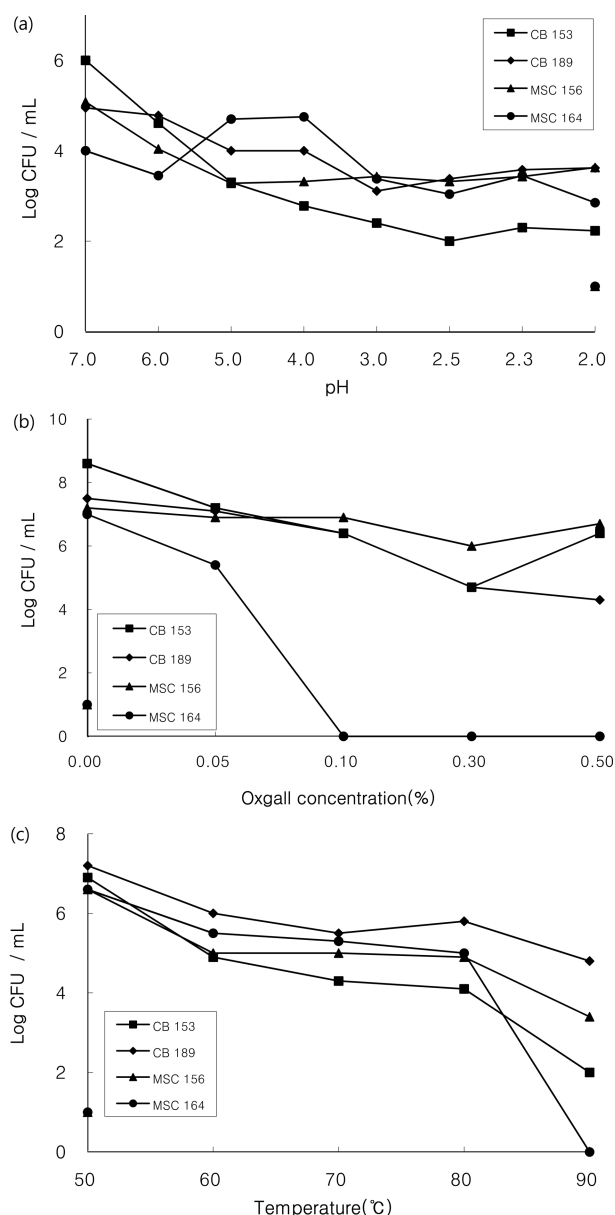 (a)
Log CFU / mL
6
4
2
0
CB 153
CB 189
MSC 156
MSC 164
7.0 6.0 5.0 4.0 3.0 2.5 2.3 2.0
pH
(b)
Log CFU / mL
10
8
6
4
2
0
CB 153
CB 189
MSC 156
MSC 164
0.00 0.05 0.10 0.30 0.50
Oxgall concentration(%)
(c)
Log CFU / mL
8
6
4
2
0
CB 153
CB 189
MSC 156
MSC 164
50 60 70 80 90
Temperature(℃)